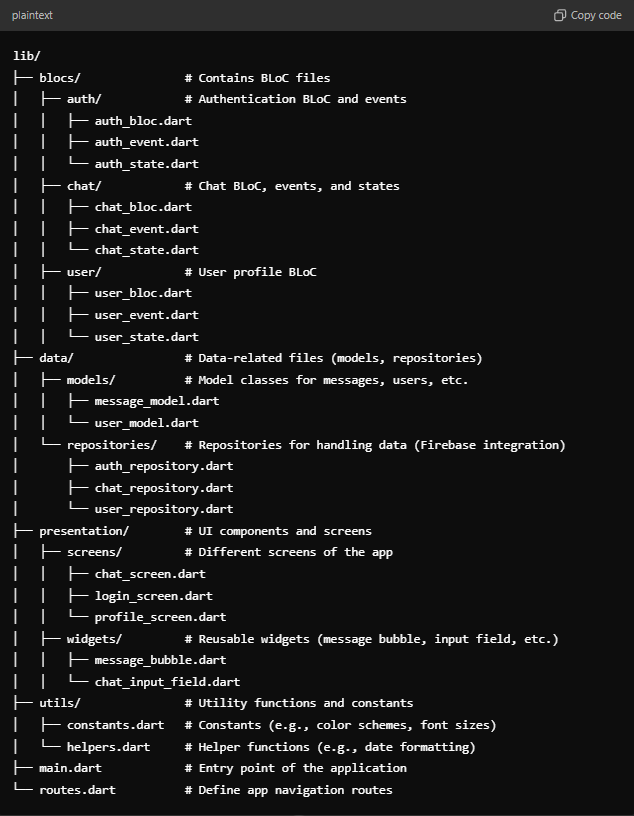 plaintext
Copy code
lib/
├── blocs/               # Contains BLoC files
│   ├── auth/            # Authentication BLoC and events
│   │   ├── auth_bloc.dart
│   │   ├── auth_event.dart
│   │   └── auth_state.dart
│   ├── chat/            # Chat BLoC, events, and states
│   │   ├── chat_bloc.dart
│   │   ├── chat_event.dart
│   │   └── chat_state.dart
│   ├── user/            # User profile BLoC
│   │   ├── user_bloc.dart
│   │   ├── user_event.dart
│   │   └── user_state.dart
├── data/                # Data-related files (models, repositories)
│   ├── models/          # Model classes for messages, users, etc.
│   │   ├── message_model.dart
│   │   └── user_model.dart
│   └── repositories/    # Repositories for handling data (Firebase integration)
│       ├── auth_repository.dart
│       ├── chat_repository.dart
│       └── user_repository.dart
├── presentation/        # UI components and screens
│   ├── screens/         # Different screens of the app
│   │   ├── chat_screen.dart
│   │   ├── login_screen.dart
│   │   └── profile_screen.dart
│   ├── widgets/         # Reusable widgets (message bubble, input field, etc.)
│   │   ├── message_bubble.dart
│   │   └── chat_input_field.dart
├── utils/               # Utility functions and constants
│   ├── constants.dart   # Constants (e.g., color schemes, font sizes)
│   └── helpers.dart     # Helper functions (e.g., date formatting)
├── main.dart            # Entry point of the application
└── routes.dart          # Define app navigation routes